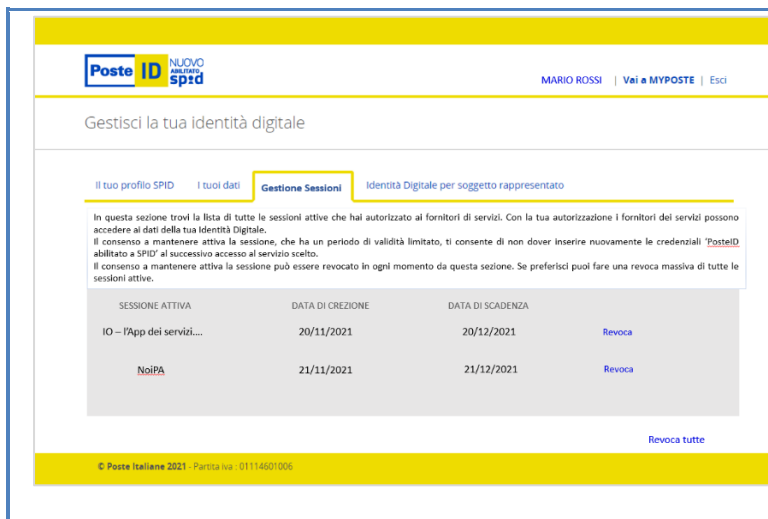 Poste ID NUOVO
ABILITATO
spid
MARIO ROSSI | Vai a MYPOSTE | Esci
Gestisci la tua identità digitale
Il tuo profilo SPID I tuoi dati Gestione Sessioni Identità Digitale per soggetto rappresentato
In questa sezione trovi la lista di tutte le sessioni attive che hai autorizzato ai fornitori di servizi. Con la tua autorizzazione i fornitori dei servizi possono
accedere ai dati della tua Identità Digitale.
Il consenso a mantenere attiva la sessione, che ha un periodo di validità limitato, ti consente di non dover inserire nuovamente le credenziali 'PosteID
abilitato a SPID' al successivo accesso al servizio scelto.
Il consenso a mantenere attiva la sessione può essere revocato in ogni momento da questa sezione. Se preferisci puoi fare una revoca massiva di tutte le
sessioni attive.
SESSIONE ATTIVA DATA DI CREZIONE DATA DI SCADENZA
IO – l'App dei servizi.... 20/11/2021 20/12/2021 Revoca
NoiPA 21/11/2021 21/12/2021 Revoca
Revoca tutte
© Poste Italiane 2021 - Partita iva : 01114601006